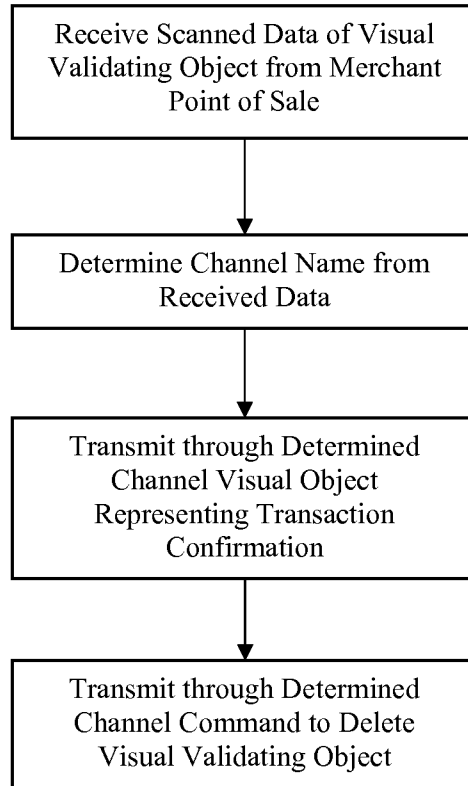 Receive Scanned Data of Visual
Validating Object from Merchant
Point of Sale
Determine Channel Name from
Received Data
Transmit through Determined
Channel Visual Object
Representing Transaction
Confirmation
Transmit through Determined
Channel Command to Delete
Visual Validating Object